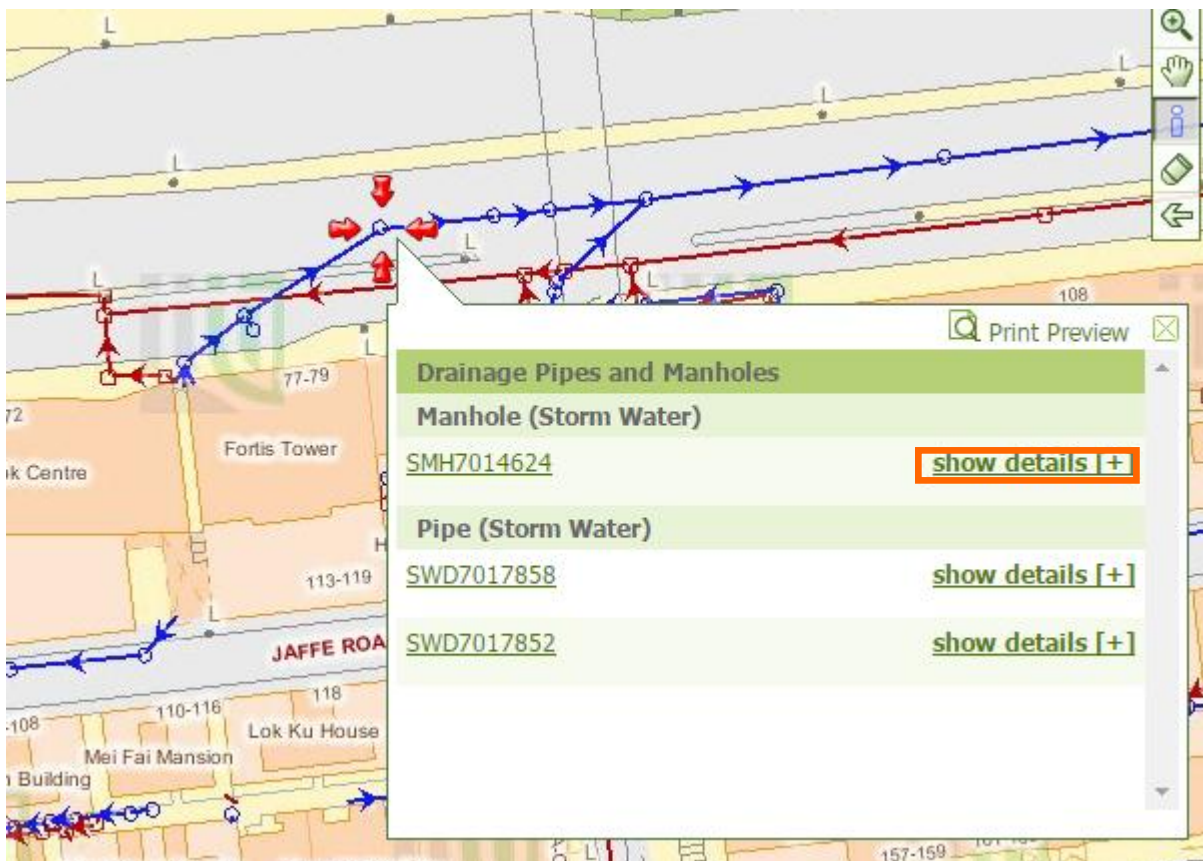 L
L
L
L
L
L
L
108
Print Preview
Drainage Pipes and Manholes
Manhole (Storm Water)
SMH7014624 show details [+]
Pipe (Storm Water)
SWD7017858 show details [+]
SWD7017852 show details [+]
L
77-79
72
Fortis Tower
ok Centre
H
113-119
L
JAFFE ROA
118
110-116
-108
Lok Ku House
Mei Fai Mansion
Building
L
157-159